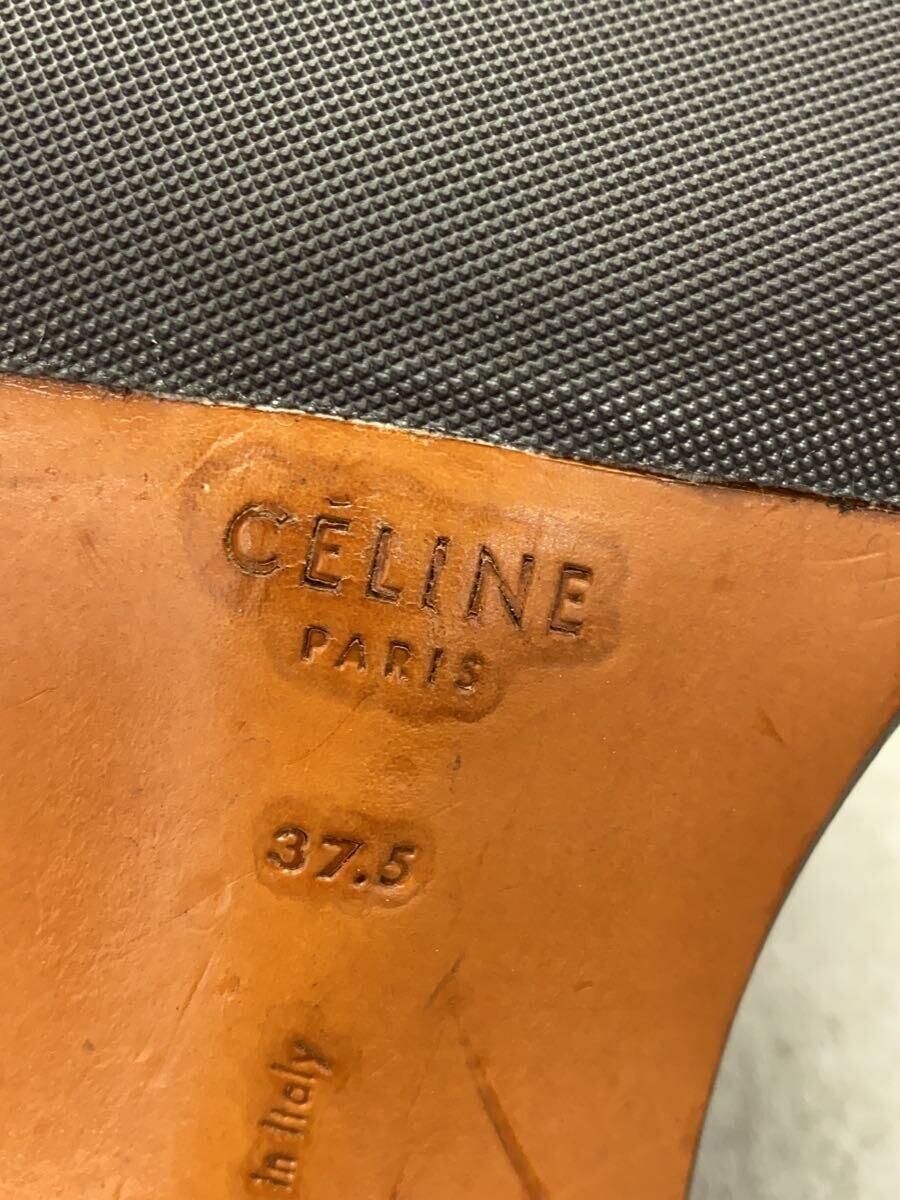 CÉLINE
PARIS
37.5
in Italy